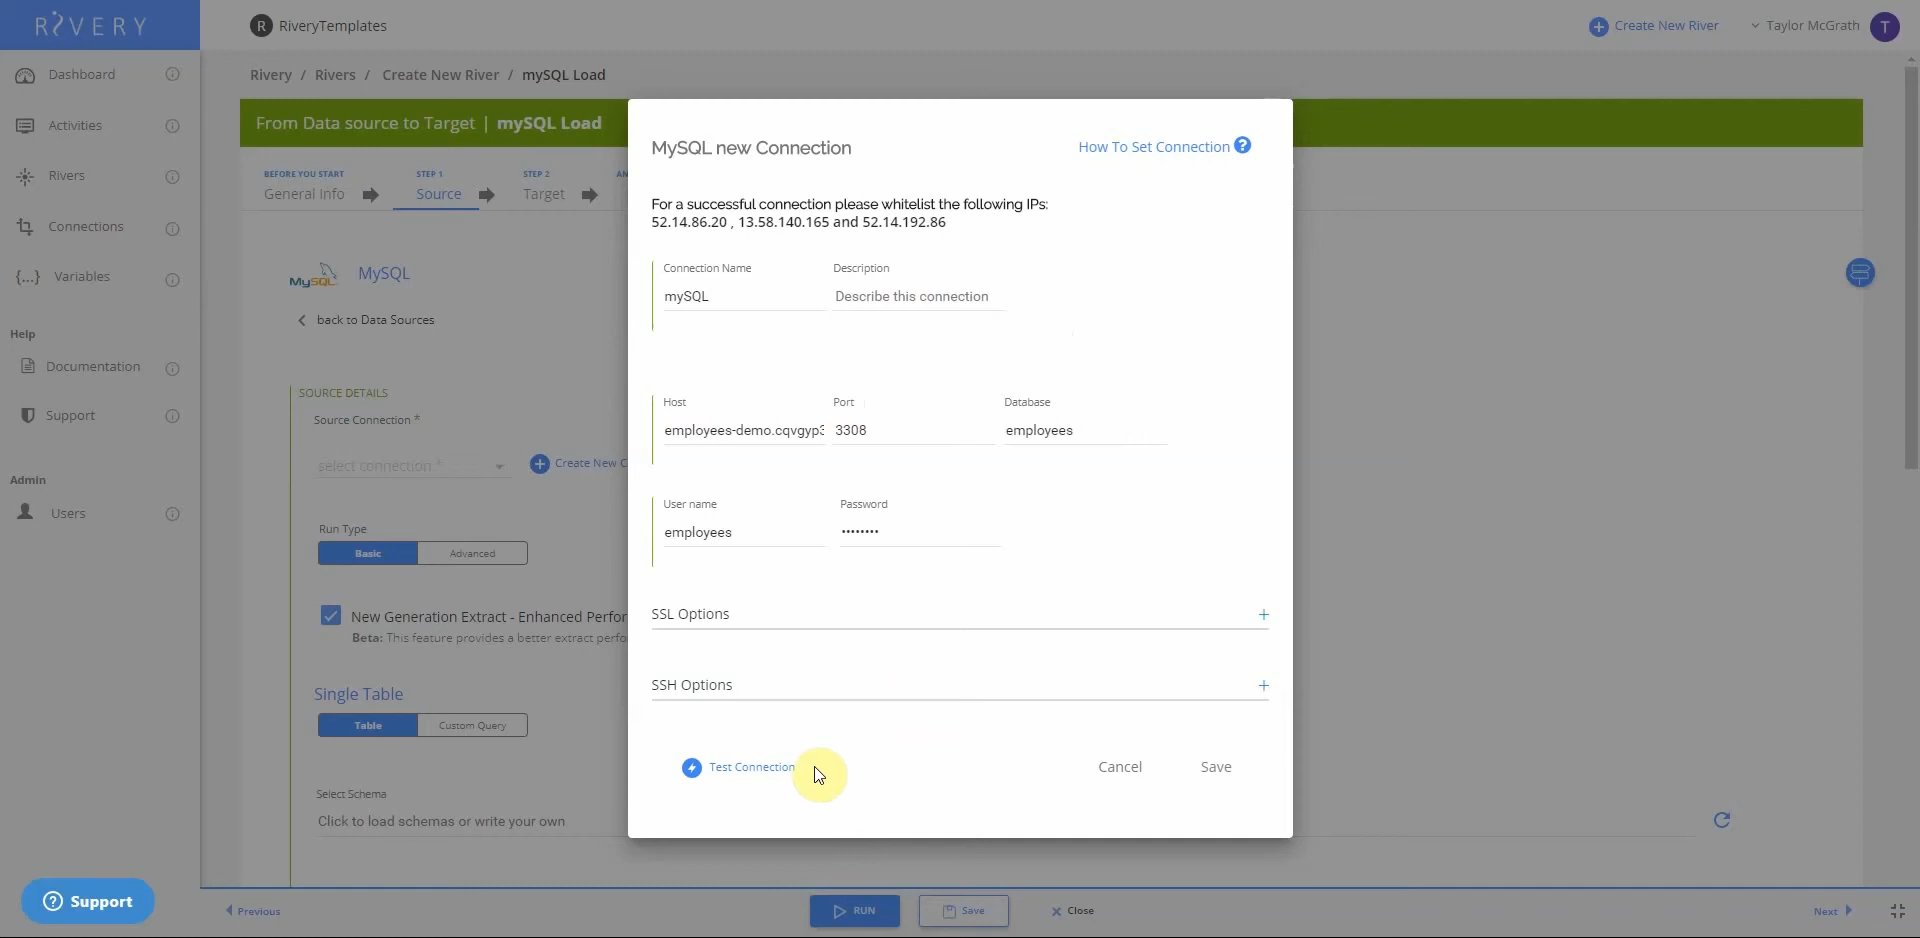 RIVERY
R RiveryTemplates
Create New River
Taylor McGrath
T
Dashboard
Activities
Rivers
Connections
{...} Variables
Help
Documentation
Support
Admin
Users
Rivery / Rivers / Create New River / mySQL Load
From Data source to Target | mySQL Load
BEFORE YOU START
General Info
STEP 1
Source
STEP 2
Target
AN
MySQL
MySQL
back to Data Sources
SOURCE DETAILS
Source Connection *
select connection *
Create New C
Run Type
Basic
Advanced
New Generation Extract - Enhanced Perfor
Beta: This feature provides a better extract perfo
Single Table
Table
Custom Query
Select Schema
Click to load schemas or write your own
MySQL new Connection
How To Set Connection ?
For a successful connection please whitelist the following IPs:
52.14.86.20 , 13.58.140.165 and 52.14.192.86
Connection Name
Description
mySQL
Describe this connection
Host
Port
Database
employees-demo.cqvgyp3
3308
employees
User name
Password
employees
••••••••
SSL Options +
SSH Options +
Test Connection
Cancel
Save
? Support
Previous
RUN
Save
Close
Next